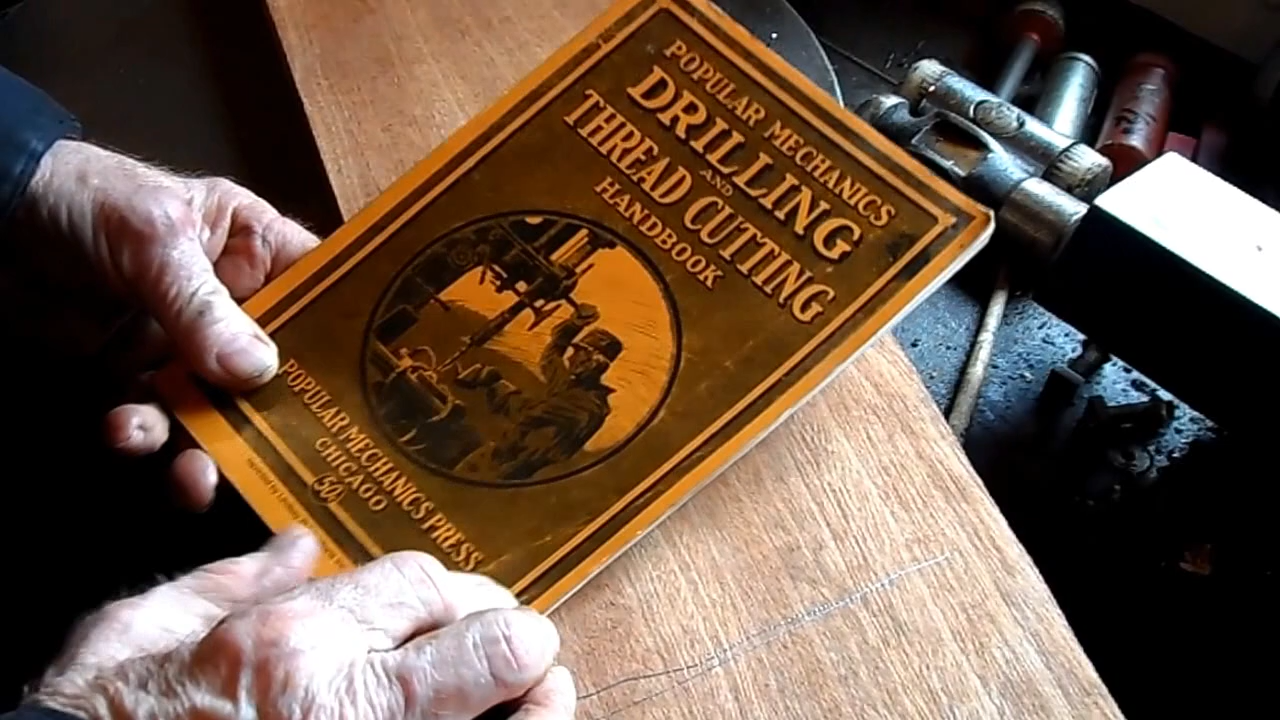 POPULAR MECHANICS
DRILLING
AND
THREAD CUTTING
HANDBOOK
POPULAR MECHANICS PRESS
CHICAGO
50¢